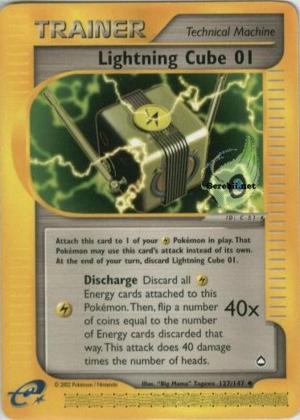 TRAINER Technical Machine
Lightning Cube 01
Serebii.net
Attach this card to 1 of your Pokémon in play. That
Pokémon may use this card's attack instead of its own.
At the end of your turn, discard Lightning Cube 01.
Discharge Discard all
Energy cards attached to this
Pokémon. Then, flip a number
of coins equal to the number
of Energy cards discarded
that way. This attack does 40 damage
times the number of heads.
40x
Illus. "Big Mama" Tagawa 127/147
©2002 Pokémon / Nintendo
e